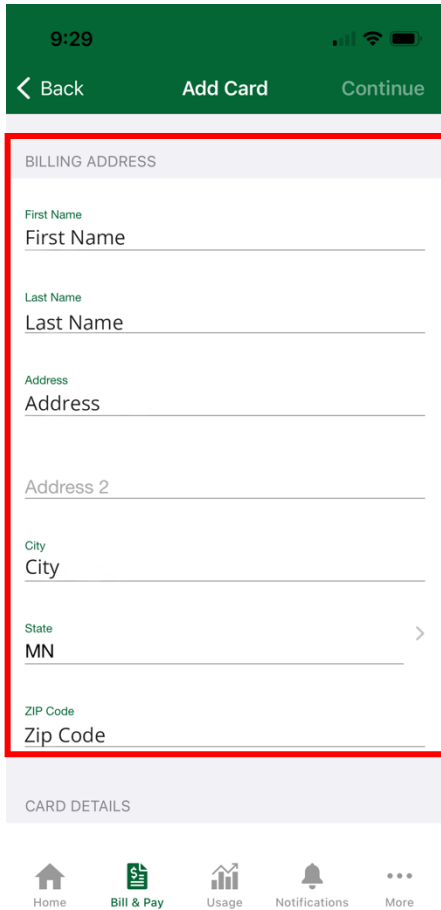 9:29
Back Add Card Continue
BILLING ADDRESS
First Name
First Name
Last Name
Last Name
Address
Address
Address 2
City
City
State
MN
ZIP Code
Zip Code
CARD DETAILS
Home Bill & Pay Usage Notifications More